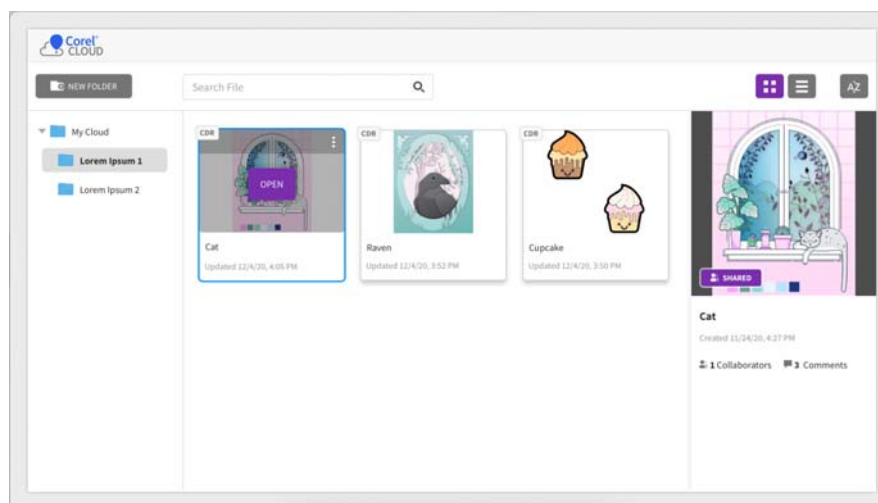 Corel®
CLOUD
NEW FOLDER
Search File
AZ
My Cloud
Lorem Ipsum 1
Lorem Ipsum 2
CDR
OPEN
Cat
Updated 12/4/20, 4:05 PM
CDR
Raven
Updated 12/4/20, 3:52 PM
CDR
Cupcake
Updated 12/4/20, 3:50 PM
SHARED
Cat
Created 11/24/20, 4:27 PM
1 Collaborators
3 Comments